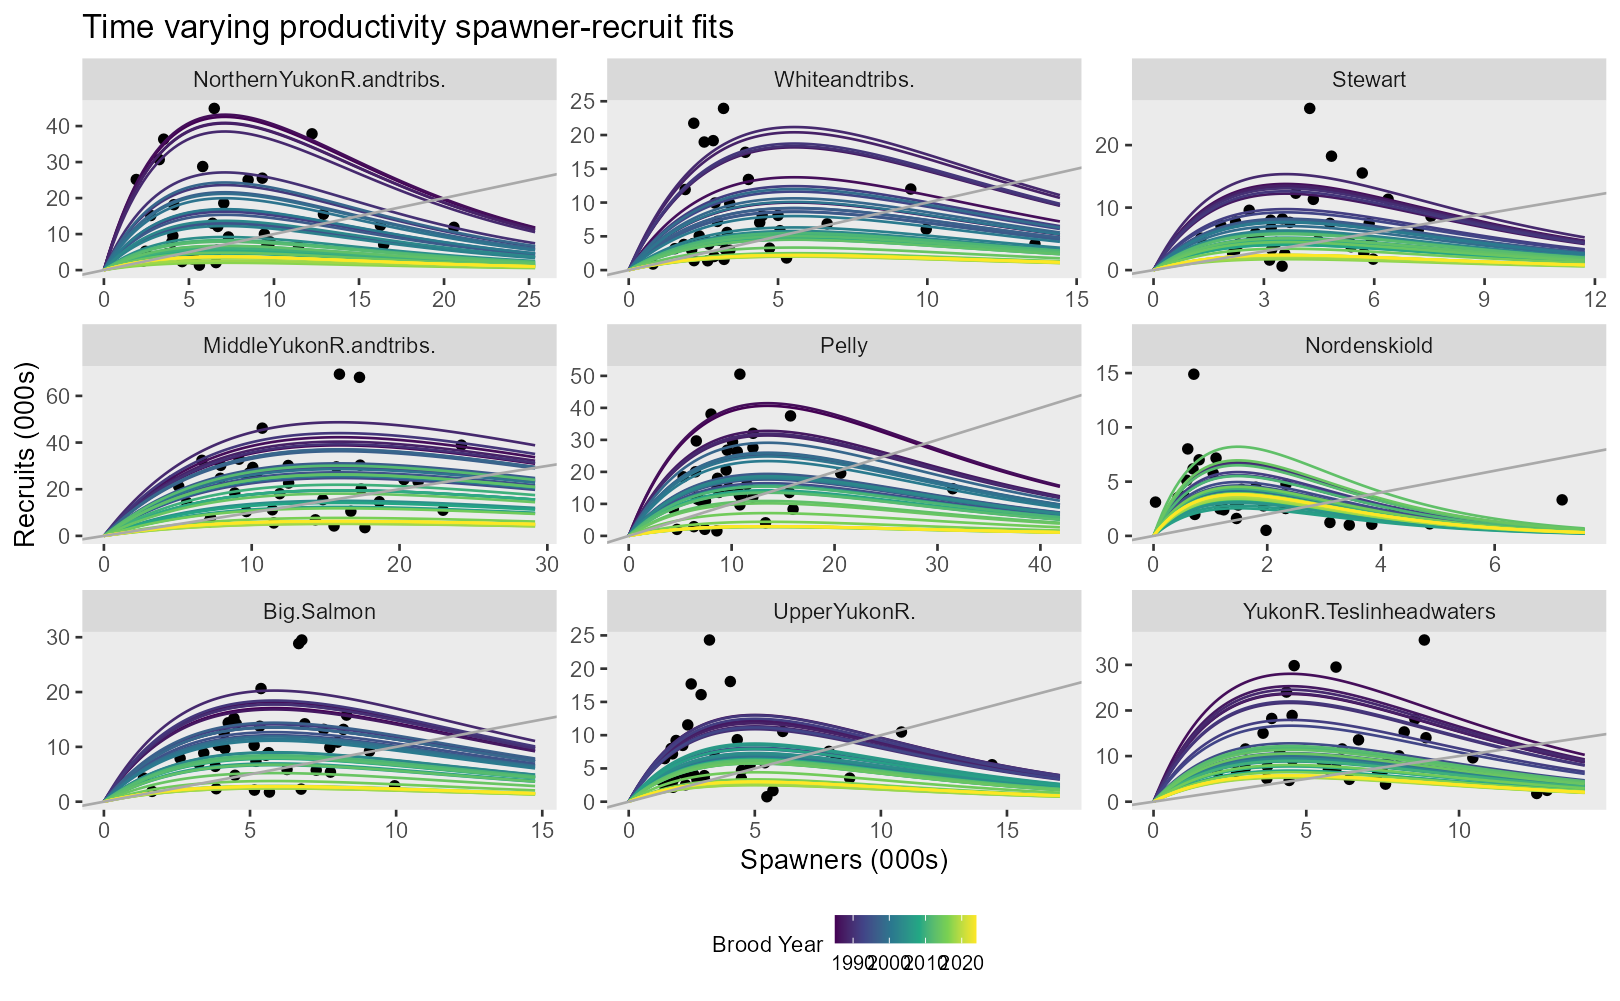 Time varying productivity spawner-recruit fits
NorthernYukonR.andtribs.
Whiteandtribs.
Stewart
40
30
20
10
0
25
20
15
10
5
0
20
10
0
0 5 10 15 20 25
0 5 10 15
0 3 6 9 12
MiddleYukonR.andtribs.
Pelly
Nordenskiold
60
40
20
0
50
40
30
20
10
0
15
10
5
0
0 10 20 30
0 10 20 30 40
0 2 4 6
Big.Salmon
UpperYukonR.
YukonR.Teslinheadwaters
30
20
10
0
25
20
15
10
5
0
30
20
10
0
0 5 10 15
0 5 10 15
0 5 10
Recruits (000s)
Spawners (000s)
Brood Year
1990 2000 2010 2020